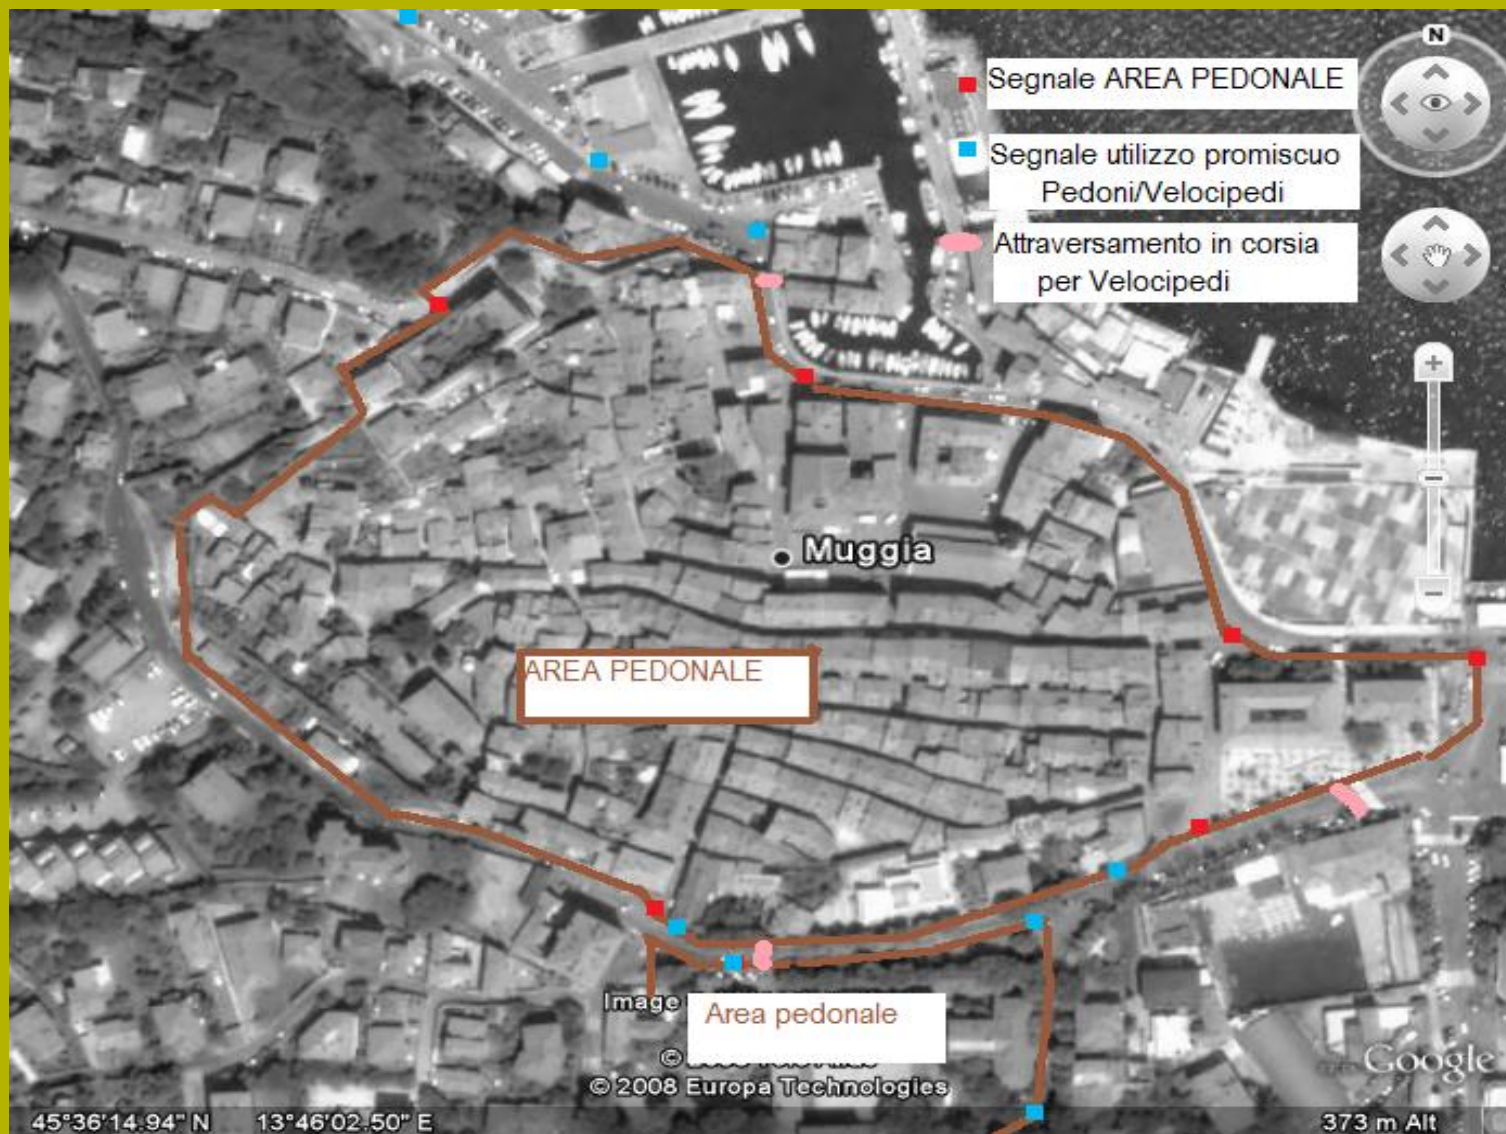 N
Segnale AREA PEDONALE
Segnale utilizzo promiscuo
Pedoni/Velocipedi
Attraversamento in corsia
per Velocipedi
Muggia
AREA PEDONALE
Image
Area pedonale
©
© 2008 Europa Technologies
Google
45°36'14.94" N 13°46'02.50" E
373 m Alt